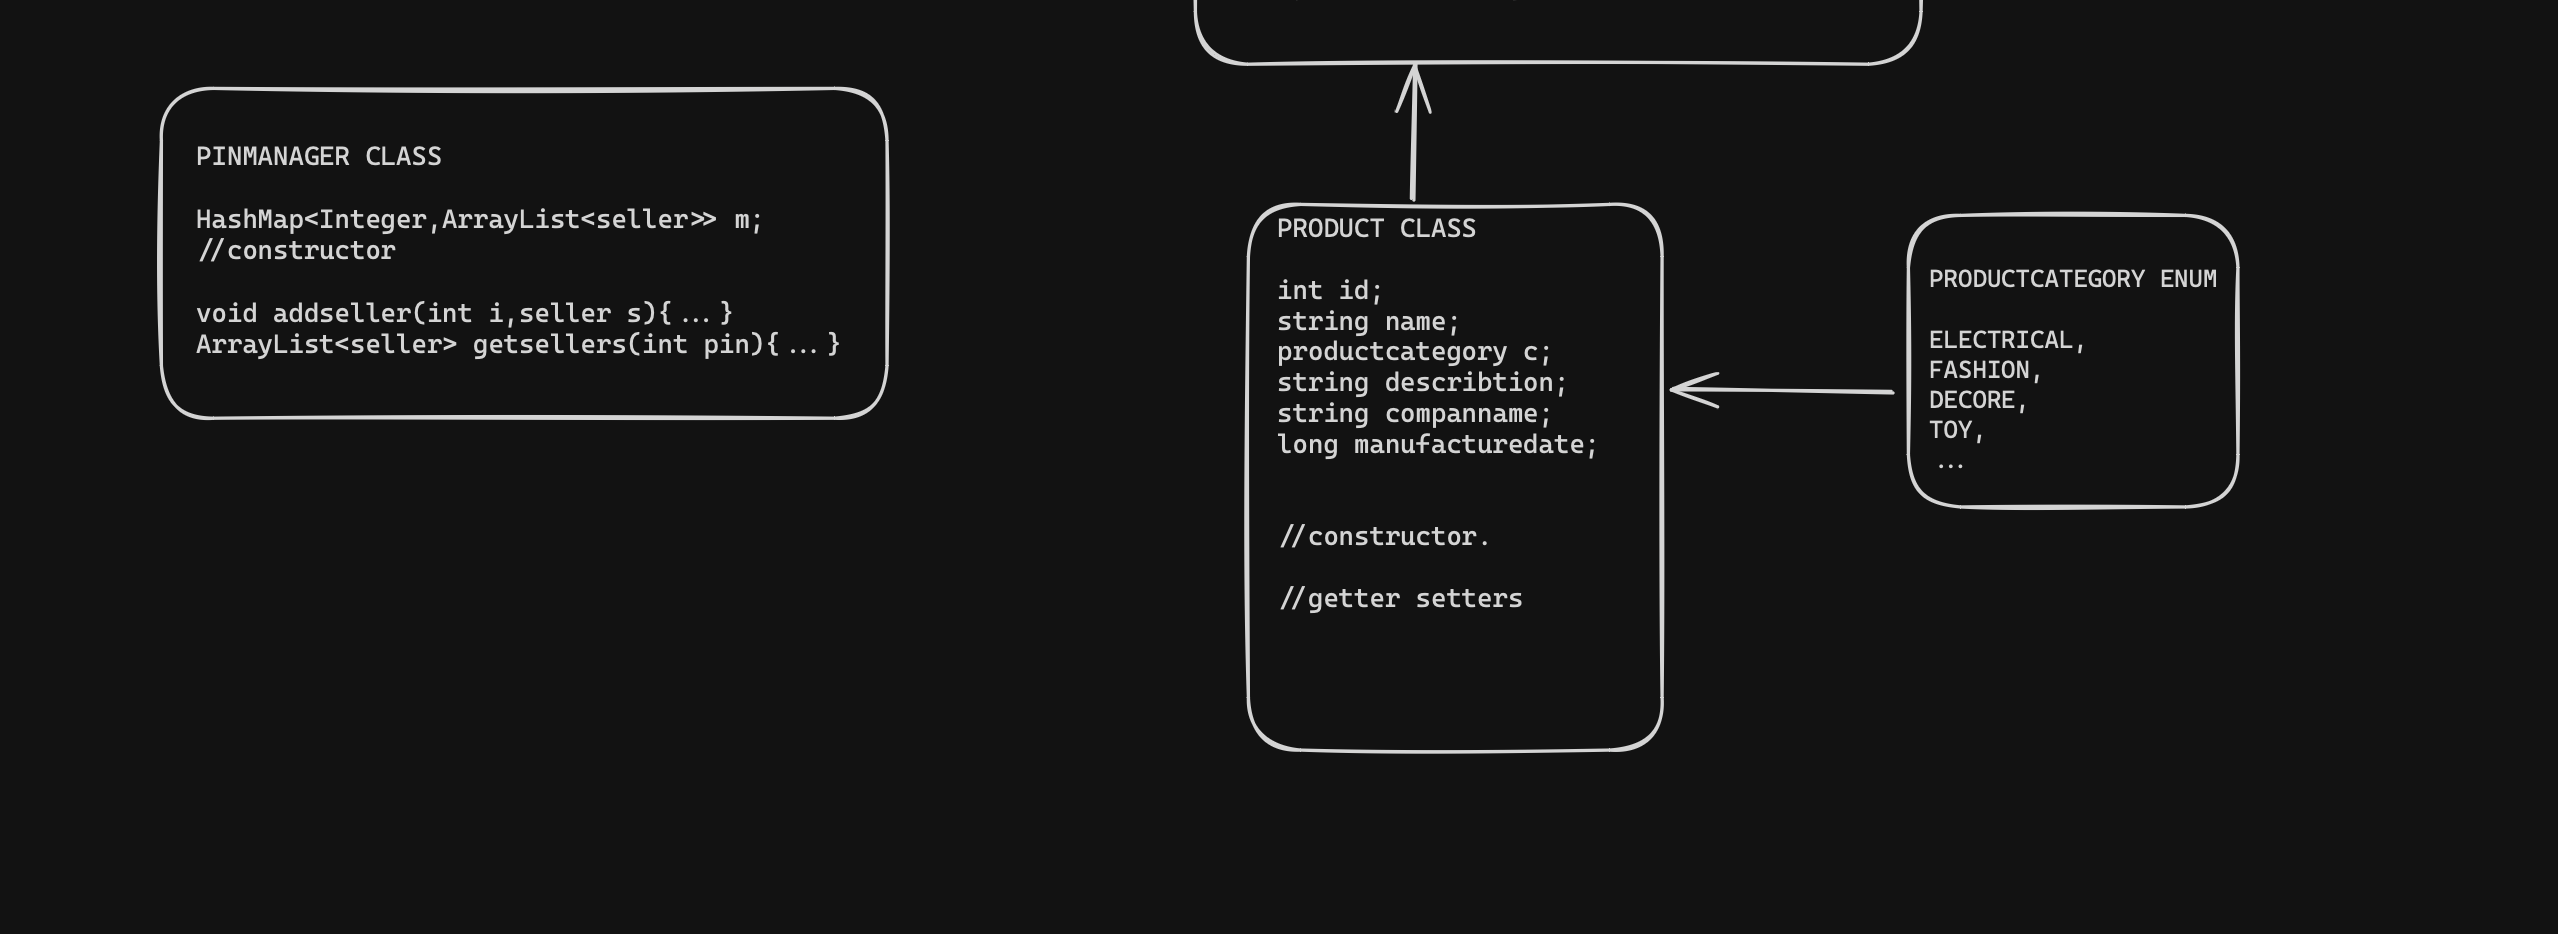 PINMANAGER CLASS
HashMap<Integer,ArrayList<seller>> m;
//constructor
void addseller(int i,seller s){...}
ArrayList<seller> getsellers(int pin){...}
PRODUCT CLASS
int id;
string name;
productcategory c;
string describtion;
string companname;
long manufacturedate;
//constructor.
//getter setters
PRODUCTCATEGORY ENUM
ELECTRICAL,
FASHION,
DECORE,
TOY,
...